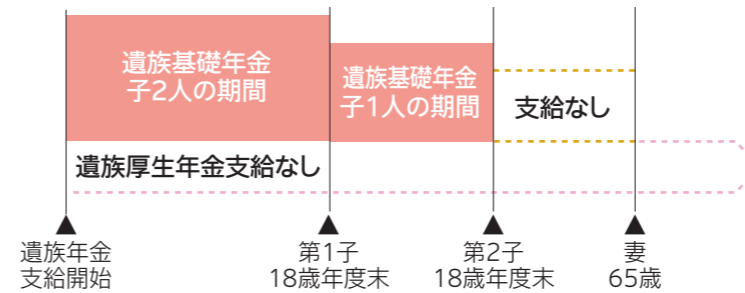 遺族基礎年金
子2人の期間
遺族基礎年金
子1人の期間
支給なし
遺族厚生年金支給なし
遺族年金
支給開始
第1子
18歳年度末
第2子
18歳年度末
妻
65歳